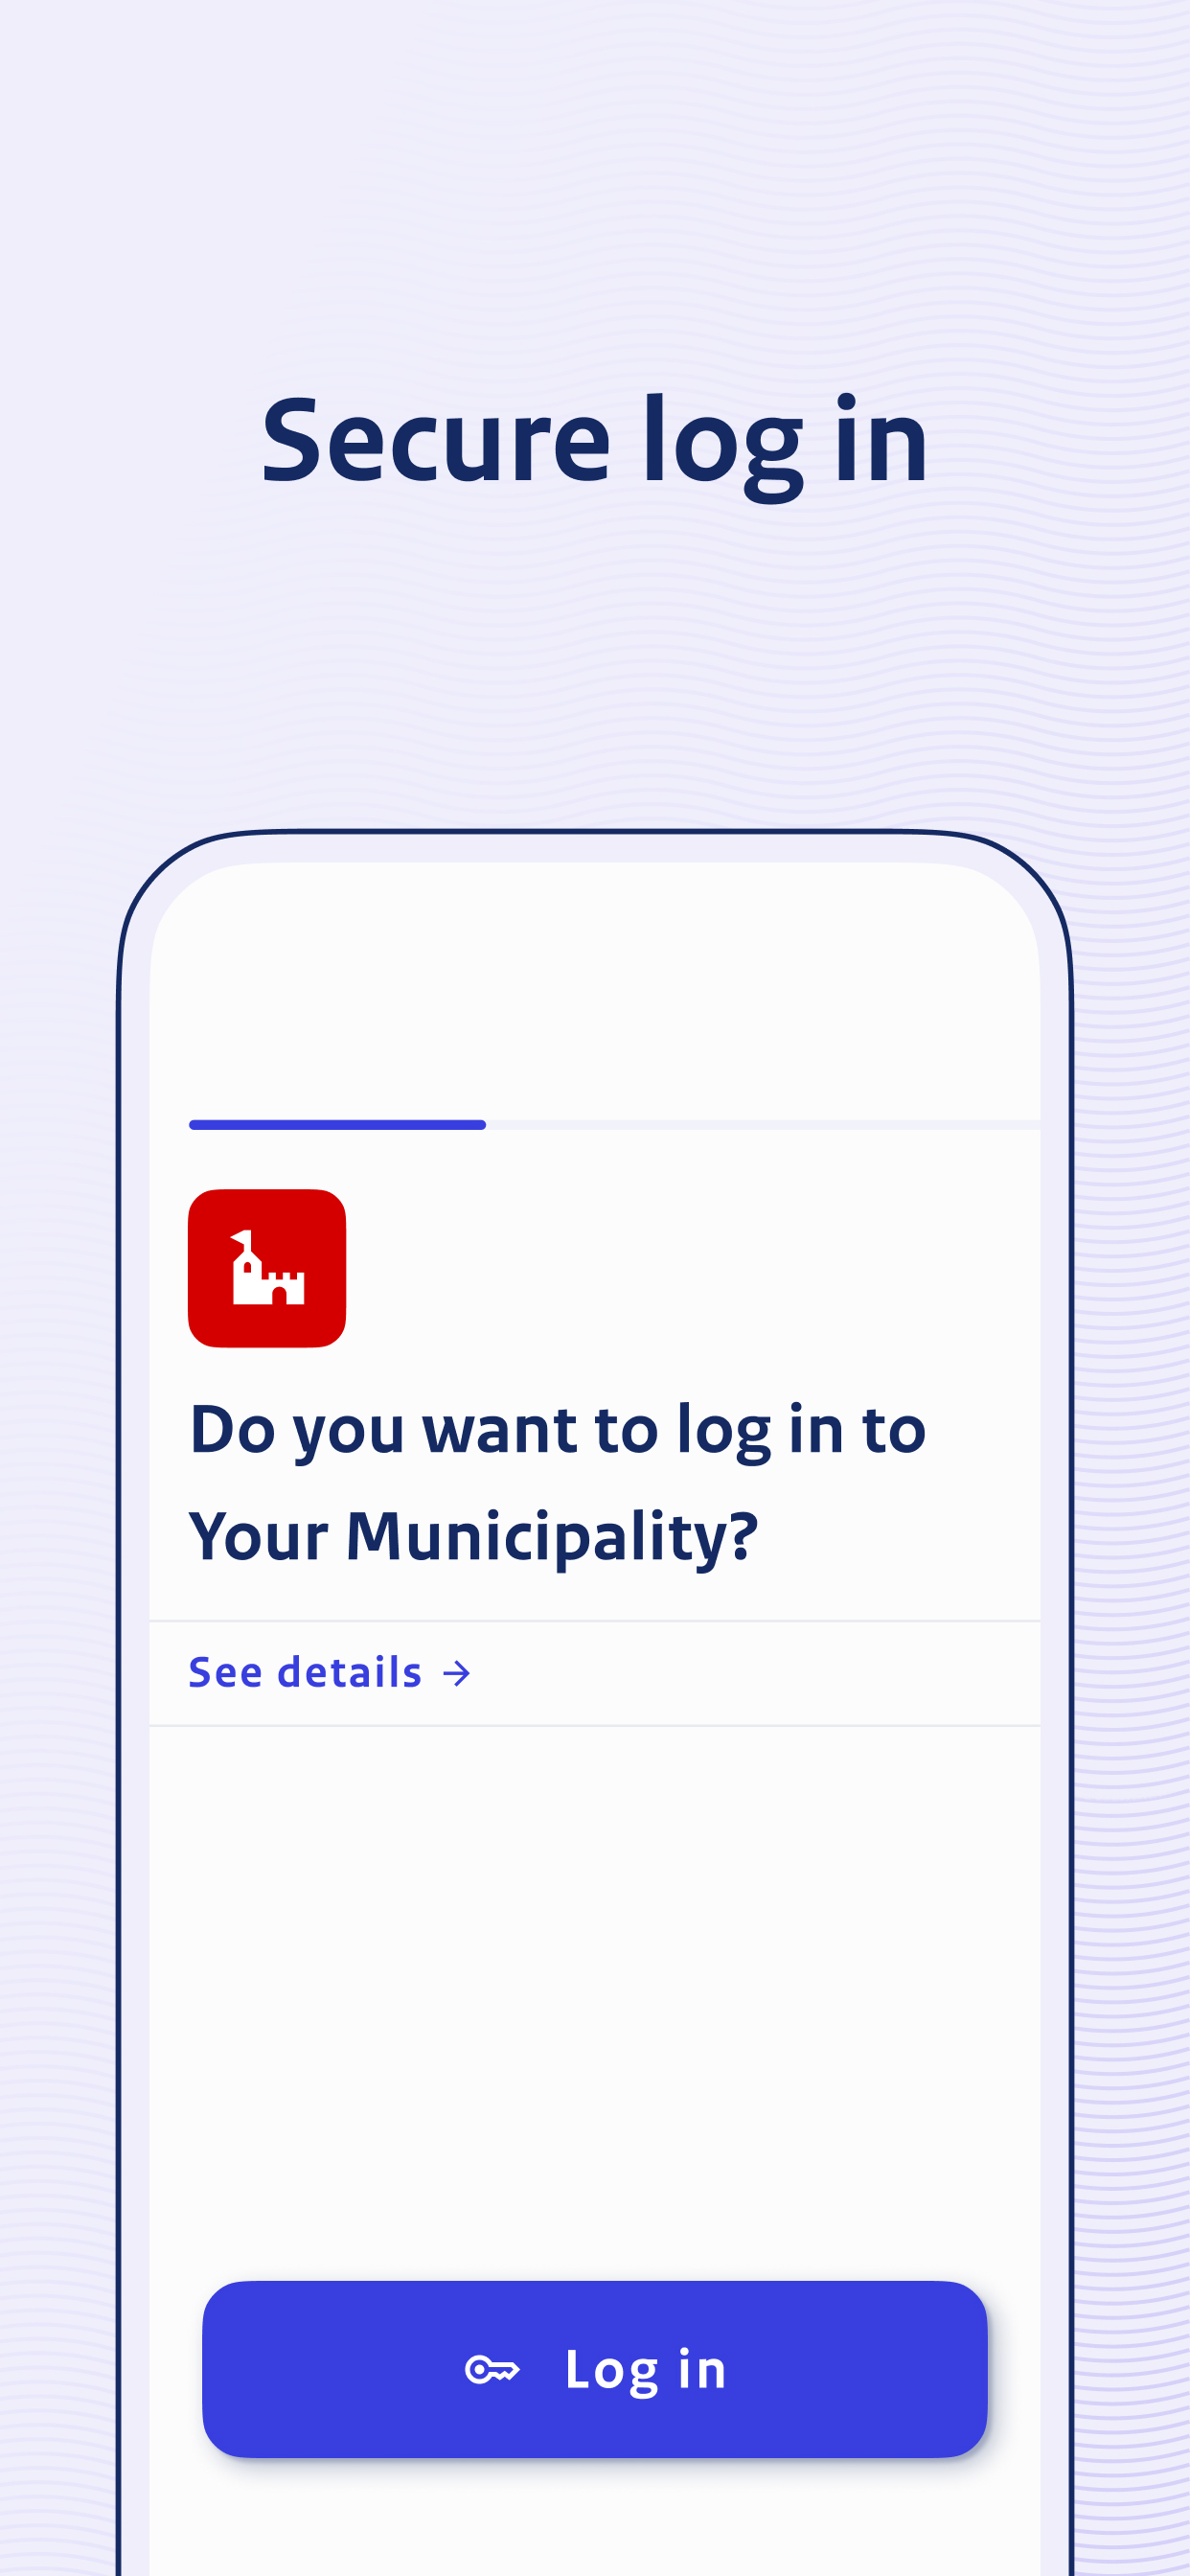 Secure log in
Do you want to log in to
Your Municipality?
See details →
Log in